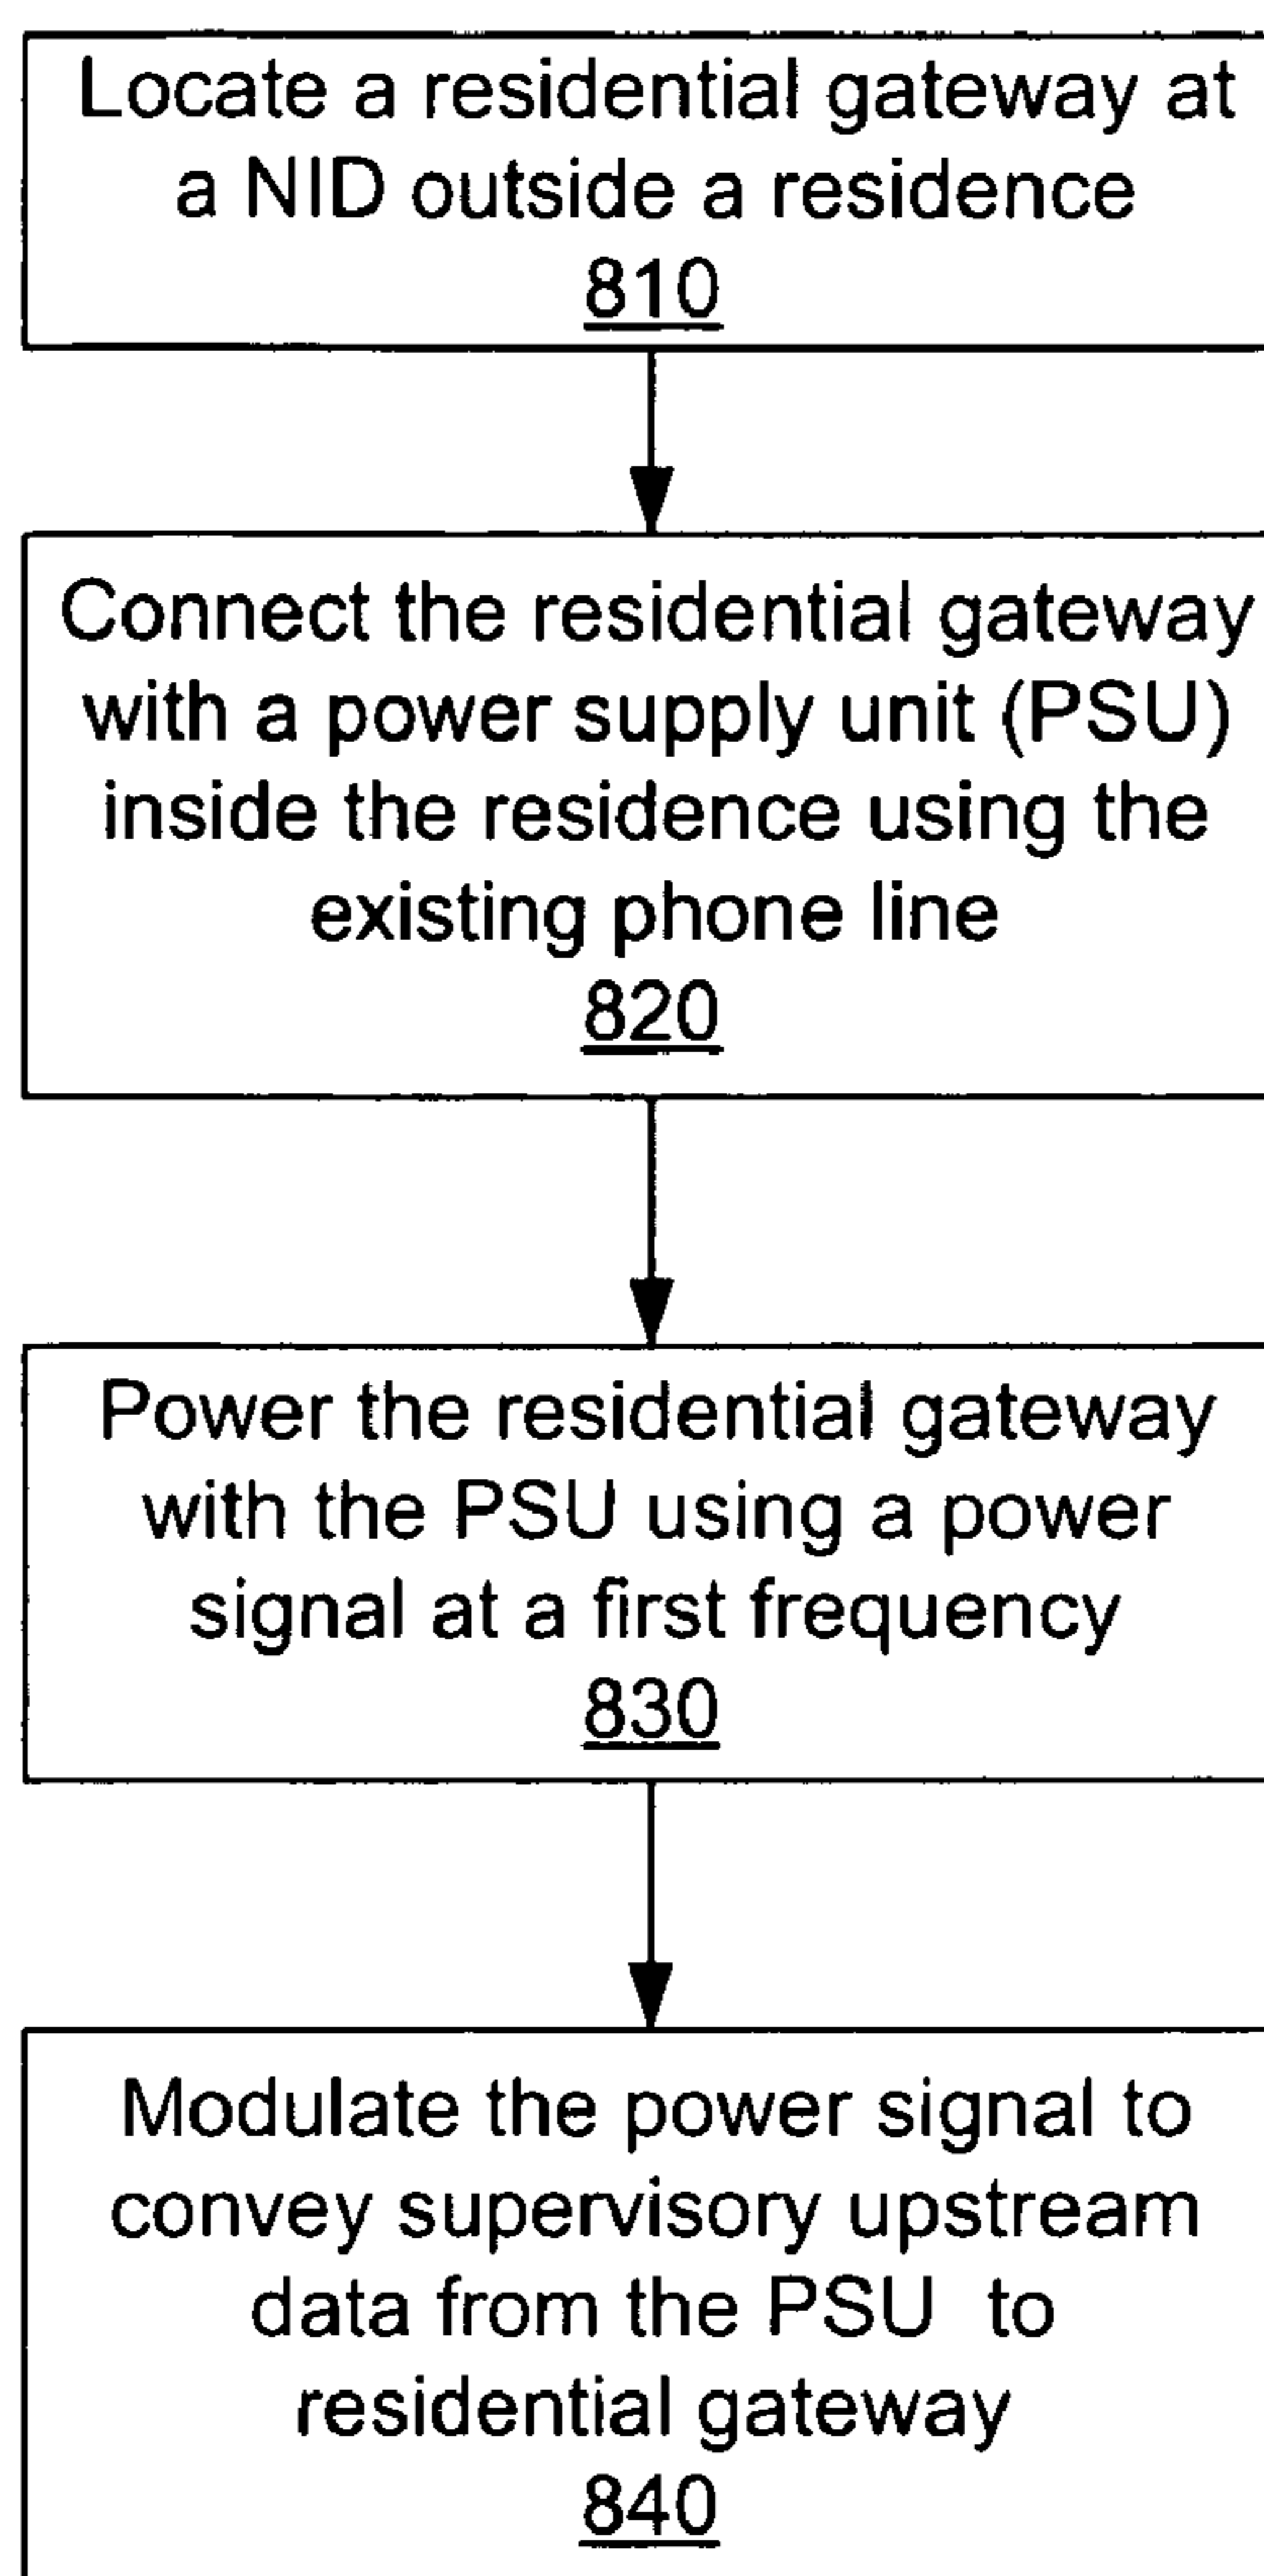 Locate a residential gateway at
a NID outside a residence
810
Connect the residential gateway
with a power supply unit (PSU)
inside the residence using the
existing phone line
820
Power the residential gateway
with the PSU using a power
signal at a first frequency
830
Modulate the power signal to
convey supervisory upstream
data from the PSU to
residential gateway
840